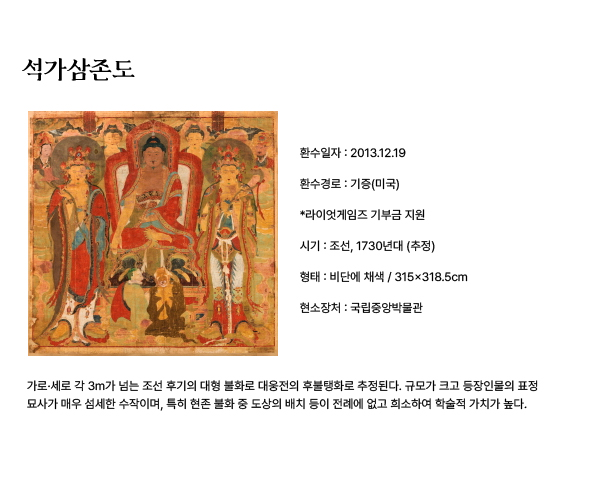 석가삼존도
환수일자 : 2013.12.19
환수경로 : 기증(미국)
*라이엇게임즈 기부금 지원
시기 : 조선, 1730년대 (추정)
형태 : 비단에 채색 / 315×318.5cm
현소장처 : 국립중앙박물관
가로·세로 각 3m가 넘는 조선 후기의 대형 불화로 대웅전의 후불탱화로 추정된다. 규모가 크고 등장인물의 표정
묘사가 매우 섬세한 수작이며, 특히 현존 불화 중 도상의 배치 등이 전례에 없고 희소하여 학술적 가치가 높다.